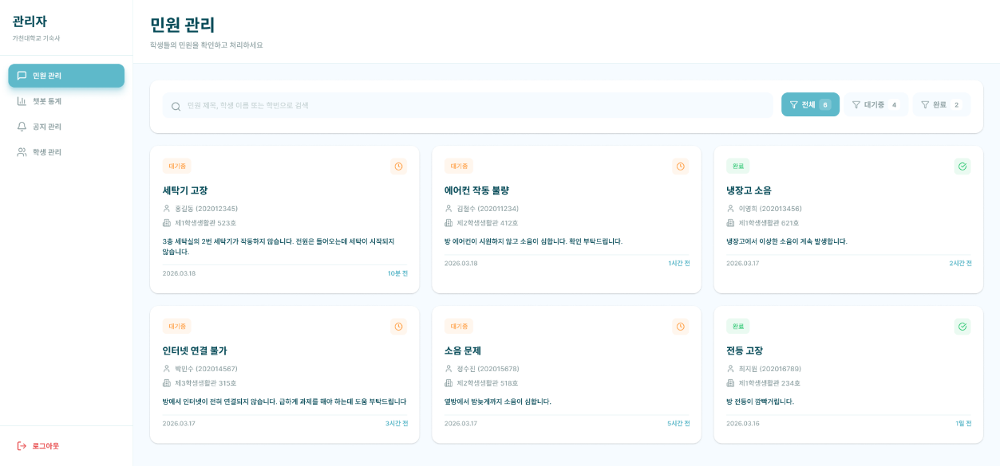 관리자
가천대학교 기숙사
민원 관리
챗봇 통계
공지 관리
학생 관리
로그아웃
민원 관리
학생들의 민원을 확인하고 처리하세요
민원 제목, 학생 이름 또는 학번으로 검색
전체 6
대기중 4
완료 2
대기중
세탁기 고장
홍길동 (202012345)
제1학생생활관 523호
3층 세탁실의 2번 세탁기가 작동하지 않습니다. 전원은 들어오는데 세탁이 시작되지
않습니다.
2026.03.18 10분 전
대기중
에어컨 작동 불량
김철수 (202011234)
제2학생생활관 412호
방 에어컨이 시원하지 않고 소음이 심합니다. 확인 부탁드립니다.
2026.03.18 1시간 전
완료
냉장고 소음
이영희 (202013456)
제1학생생활관 621호
냉장고에서 이상한 소음이 계속 발생합니다.
2026.03.17 2시간 전
대기중
인터넷 연결 불가
박민수 (202014567)
제3학생생활관 315호
방에서 인터넷이 전혀 연결되지 않습니다. 급하게 과제를 해야 하는데 도움 부탁드립니다
2026.03.17 3시간 전
대기중
소음 문제
정수진 (202015678)
제2학생생활관 518호
옆방에서 밤늦게까지 소음이 심합니다.
2026.03.17 5시간 전
완료
전등 고장
최지원 (202016789)
제1학생생활관 234호
방 전등이 깜빡거립니다.
2026.03.16 1일 전